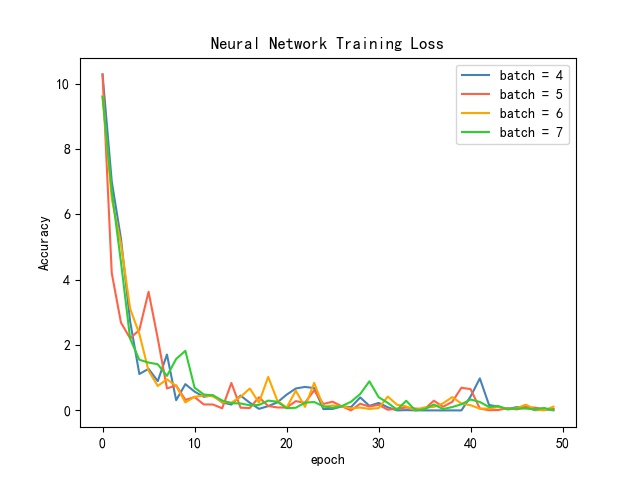 Neural Network Training Loss
batch = 4
batch = 5
batch = 6
batch = 7
Accuracy
10
8
6
4
2
0
0
10
20
30
40
50
epoch